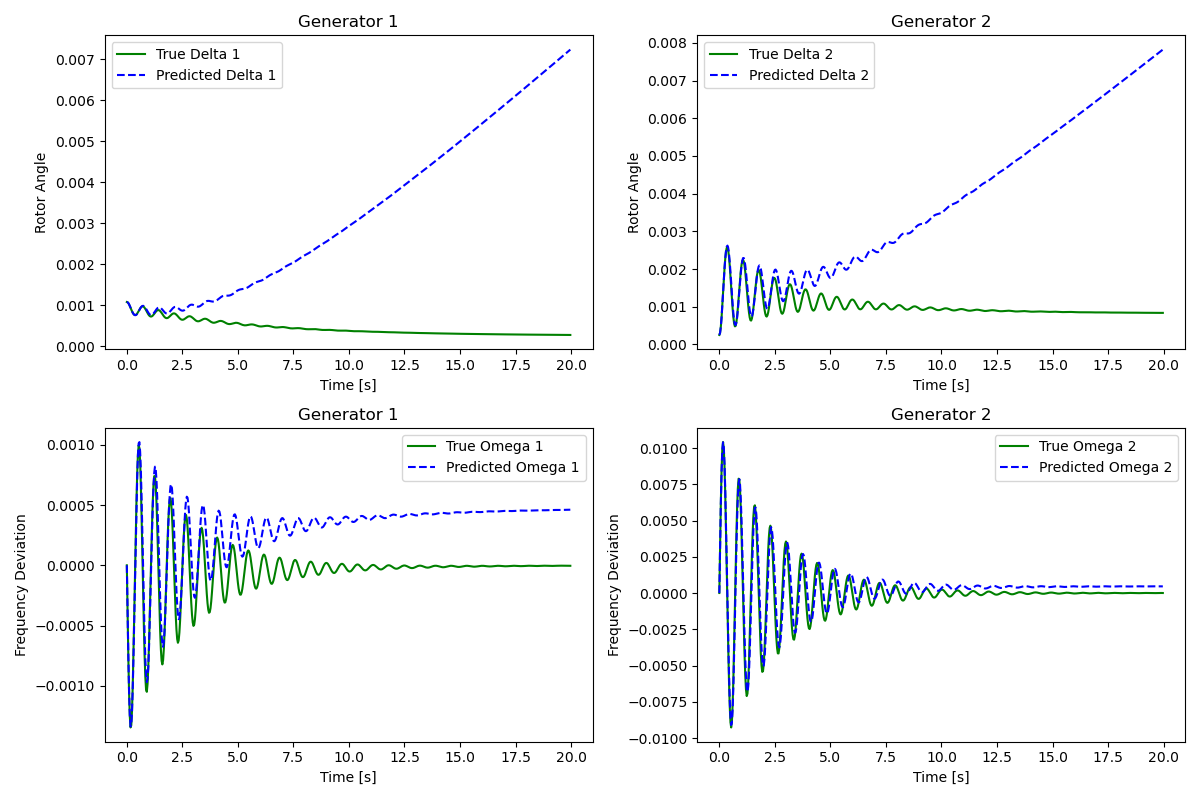 Generator 1
True Delta 1
Predicted Delta 1
Rotor Angle
0.007
0.006
0.005
0.004
0.003
0.002
0.001
0.000
0.0 2.5 5.0 7.5 10.0 12.5 15.0 17.5 20.0
Time [s]
Generator 2
True Delta 2
Predicted Delta 2
Rotor Angle
0.008
0.007
0.006
0.005
0.004
0.003
0.002
0.001
0.000
0.0 2.5 5.0 7.5 10.0 12.5 15.0 17.5 20.0
Time [s]
Generator 1
True Omega 1
Predicted Omega 1
Frequency Deviation
0.0010
0.0005
0.0000
−0.0005
−0.0010
0.0 2.5 5.0 7.5 10.0 12.5 15.0 17.5 20.0
Time [s]
Generator 2
True Omega 2
Predicted Omega 2
Frequency Deviation
0.0100
0.0075
0.0050
0.0025
0.0000
−0.0025
−0.0050
−0.0075
−0.0100
0.0 2.5 5.0 7.5 10.0 12.5 15.0 17.5 20.0
Time [s]